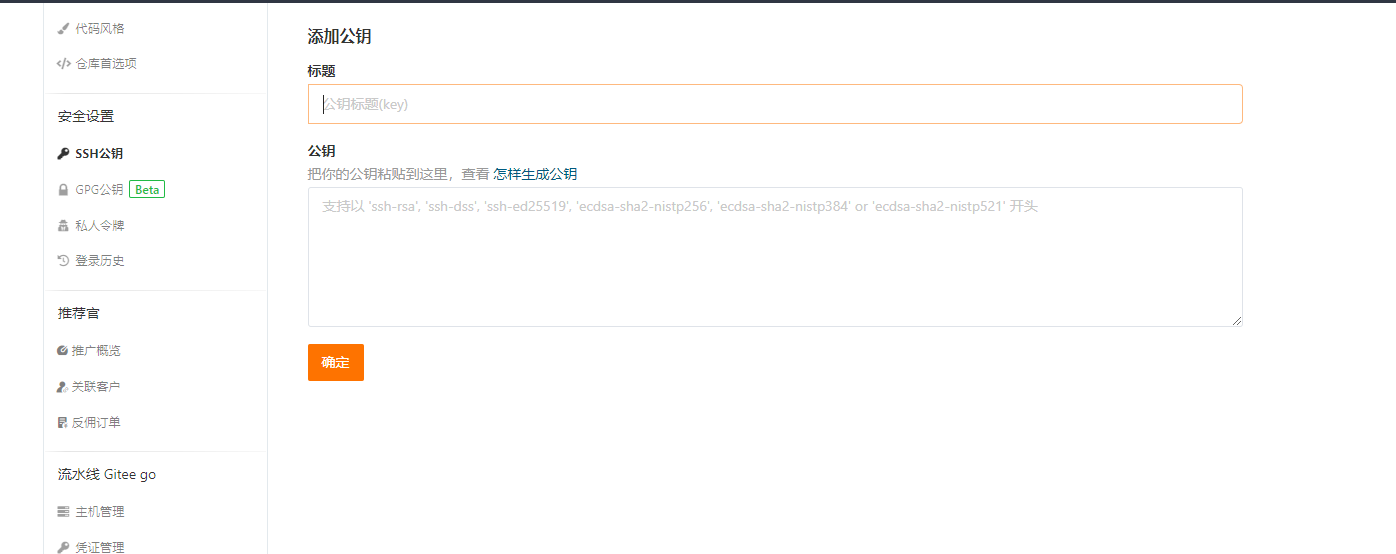 代码风格
仓库首选项
安全设置
SSH公钥
GPG公钥 Beta
私人令牌
登录历史
推荐官
推广概览
关联客户
反佣订单
流水线 Gitee go
主机管理
凭证管理
添加公钥
标题
公钥标题(key)
公钥
把你的公钥粘贴到这里，查看 怎样生成公钥
支持以 'ssh-rsa', 'ssh-dss', 'ssh-ed25519', 'ecdsa-sha2-nistp256', 'ecdsa-sha2-nistp384' or 'ecdsa-sha2-nistp521' 开头
确定